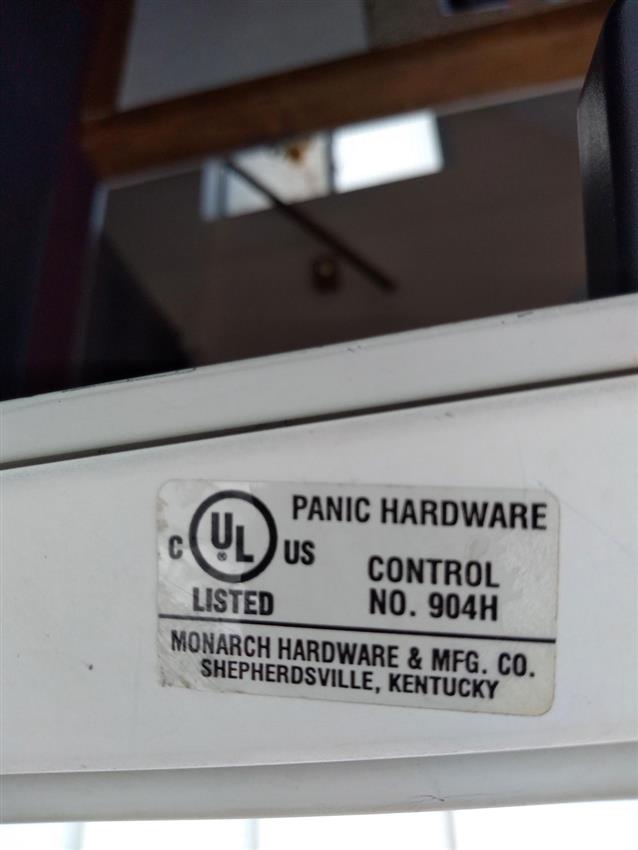 PANIC HARDWARE
C UL® US
LISTED
CONTROL
NO. 904H
MONARCH HARDWARE & MFG. CO.
SHEPHERDSVILLE, KENTUCKY